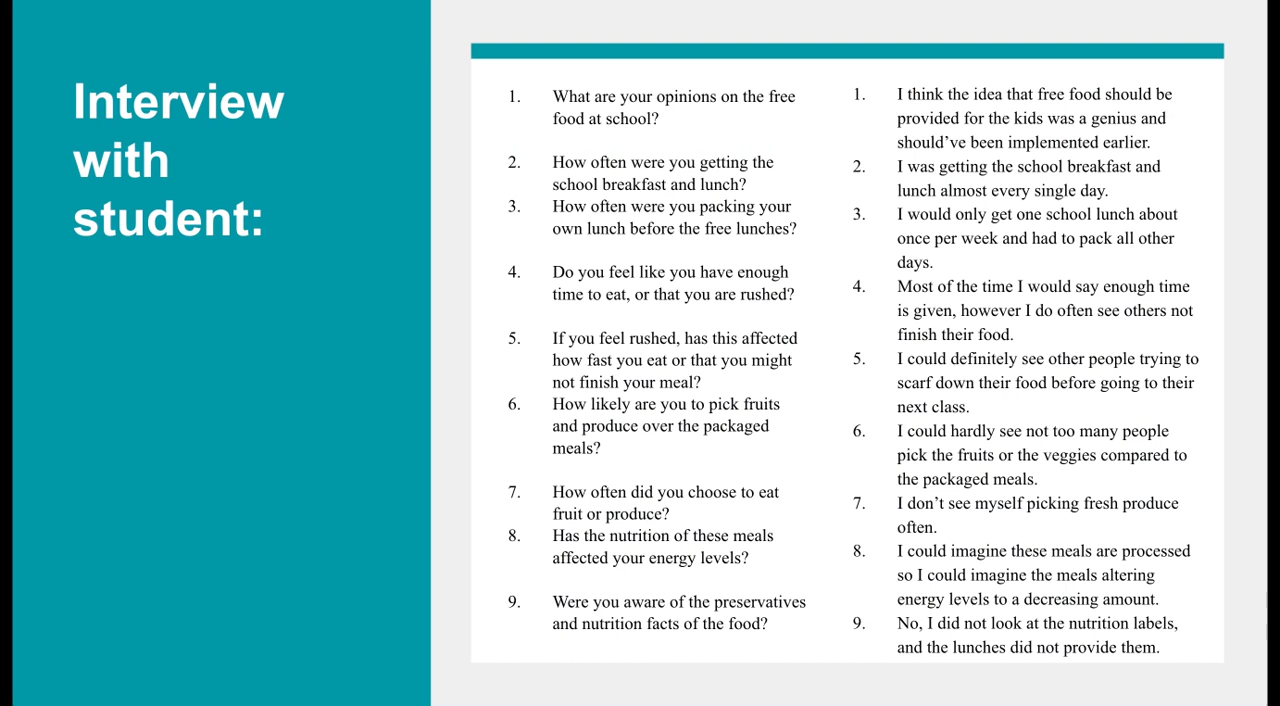 Interview
with
student:
1. What are your opinions on the free
food at school?
2. How often were you getting the
school breakfast and lunch?
3. How often were you packing your
own lunch before the free lunches?
4. Do you feel like you have enough
time to eat, or that you are rushed?
5. If you feel rushed, has this affected
how fast you eat or that you might
not finish your meal?
6. How likely are you to pick fruits
and produce over the packaged
meals?
7. How often did you choose to eat
fruit or produce?
8. Has the nutrition of these meals
affected your energy levels?
9. Were you aware of the preservatives
and nutrition facts of the food?
1. I think the idea that free food should be
provided for the kids was a genius and
should’ve been implemented earlier.
2. I was getting the school breakfast and
lunch almost every single day.
3. I would only get one school lunch about
once per week and had to pack all other
days.
4. Most of the time I would say enough time
is given, however I do often see others not
finish their food.
5. I could definitely see other people trying to
scarf down their food before going to their
next class.
6. I could hardly see not too many people
pick the fruits or the veggies compared to
the packaged meals.
7. I don’t see myself picking fresh produce
often.
8. I could imagine these meals are processed
so I could imagine the meals altering
energy levels to a decreasing amount.
9. No, I did not look at the nutrition labels,
and the lunches did not provide them.